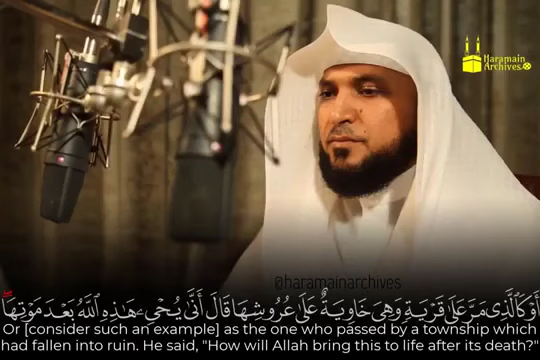 Haramain
Archives
@haramainarchives
أَوْ كَالَّذِي مَرَّ عَلَىٰ قَرْيَةٍ وَهِيَ خَاوِيَةٌ عَلَىٰ عُرُوشِهَا قَالَ أَنَّىٰ يُحْيِي هَٰذِهِ اللَّهُ بَعْدَ مَوْتِهَا ۖ
Or [consider such an example] as the one who passed by a township which
had fallen into ruin. He said, "How will Allah bring this to life after its death?"